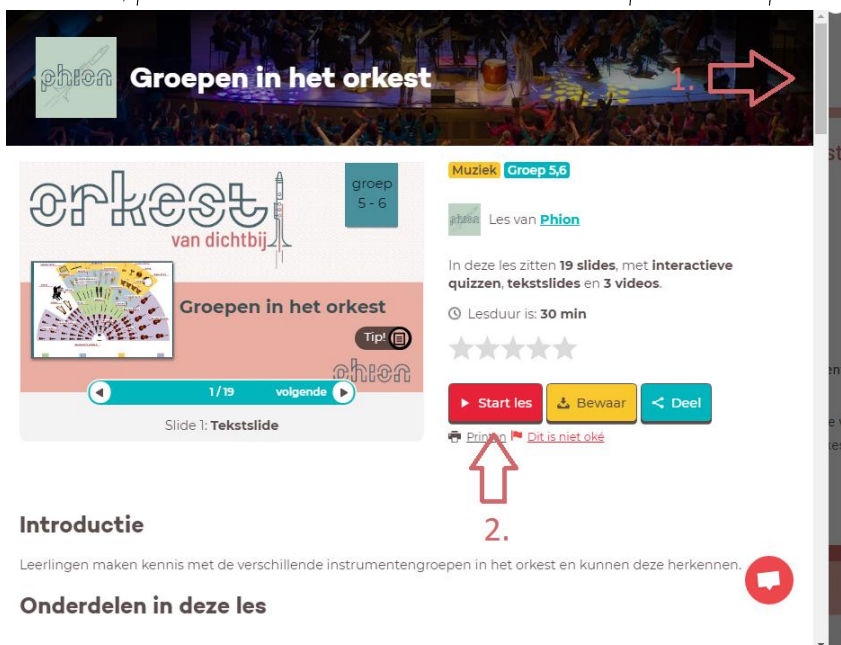 phion
Groepen in het orkest
1.
orkest
van dichtbij
groep
5 - 6
Groepen in het orkest
Tip!
phion
1 / 19 volgende
Slide 1: Tekstslide
Muziek Groep 5,6
phion Les van Phion
In deze les zitten 19 slides, met interactieve
quizzen, tekstslides en 3 videos.
Lesduur is: 30 min
Start les Bewaar Deel
Printen Dit is niet oké
2.
Introductie
Leerlingen maken kennis met de verschillende instrumentengroepen in het orkest en kunnen deze herkennen.
Onderdelen in deze les